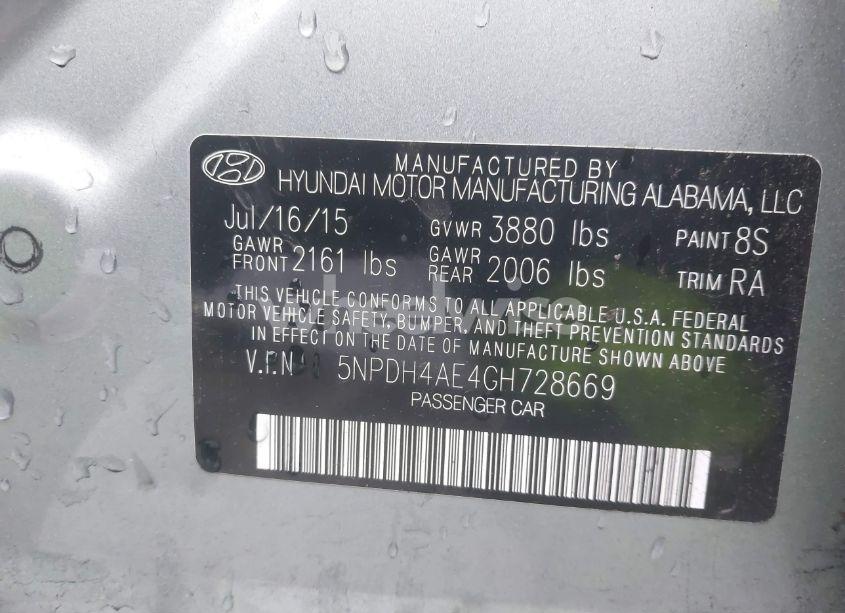 MANUFACTURED BY
HYUNDAI MOTOR MANUFACTURING ALABAMA, LLC
Jul/16/15 GVWR 3880 lbs PAINT 8S
GAWR FRONT 2161 lbs GAWR REAR 2006 lbs TRIM RA
THIS VEHICLE CONFORMS TO ALL APPLICABLE U.S.A. FEDERAL
MOTOR VEHICLE SAFETY, BUMPER, AND THEFT PREVENTION STANDARDS
IN EFFECT ON THE DATE OF MANUFACTURE SHOWN ABOVE
V.I.N 5NPDH4AE4GH728669
PASSENGER CAR
wheelwise